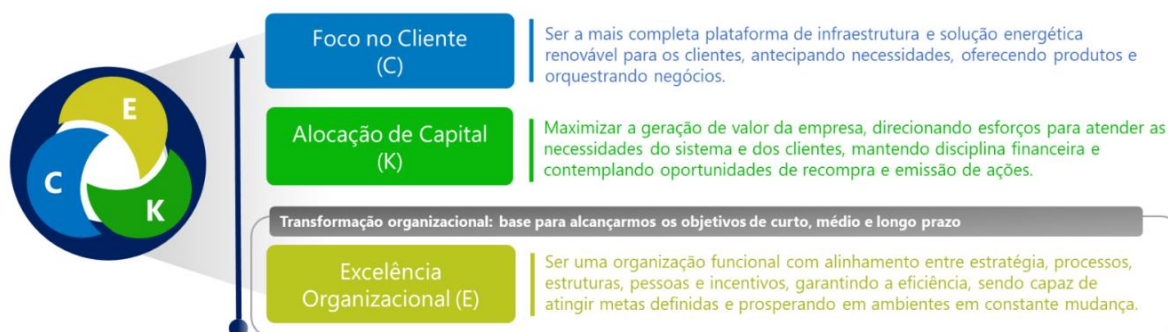 E
C
K
Foco no Cliente
(C)
Ser a mais completa plataforma de infraestrutura e solução energética
renovável para os clientes, antecipando necessidades, oferecendo produtos e
orquestrando negócios.
Alocação de Capital
(K)
Maximizar a geração de valor da empresa, direcionando esforços para atender as
necessidades do sistema e dos clientes, mantendo disciplina financeira e
contemplando oportunidades de recompra e emissão de ações.
Transformação organizacional: base para alcançarmos os objetivos de curto, médio e longo prazo
Excelência
Organizacional (E)
Ser uma organização funcional com alinhamento entre estratégia, processos,
estruturas, pessoas e incentivos, garantindo a eficiência, sendo capaz de
atingir metas definidas e prosperando em ambientes em constante mudança.